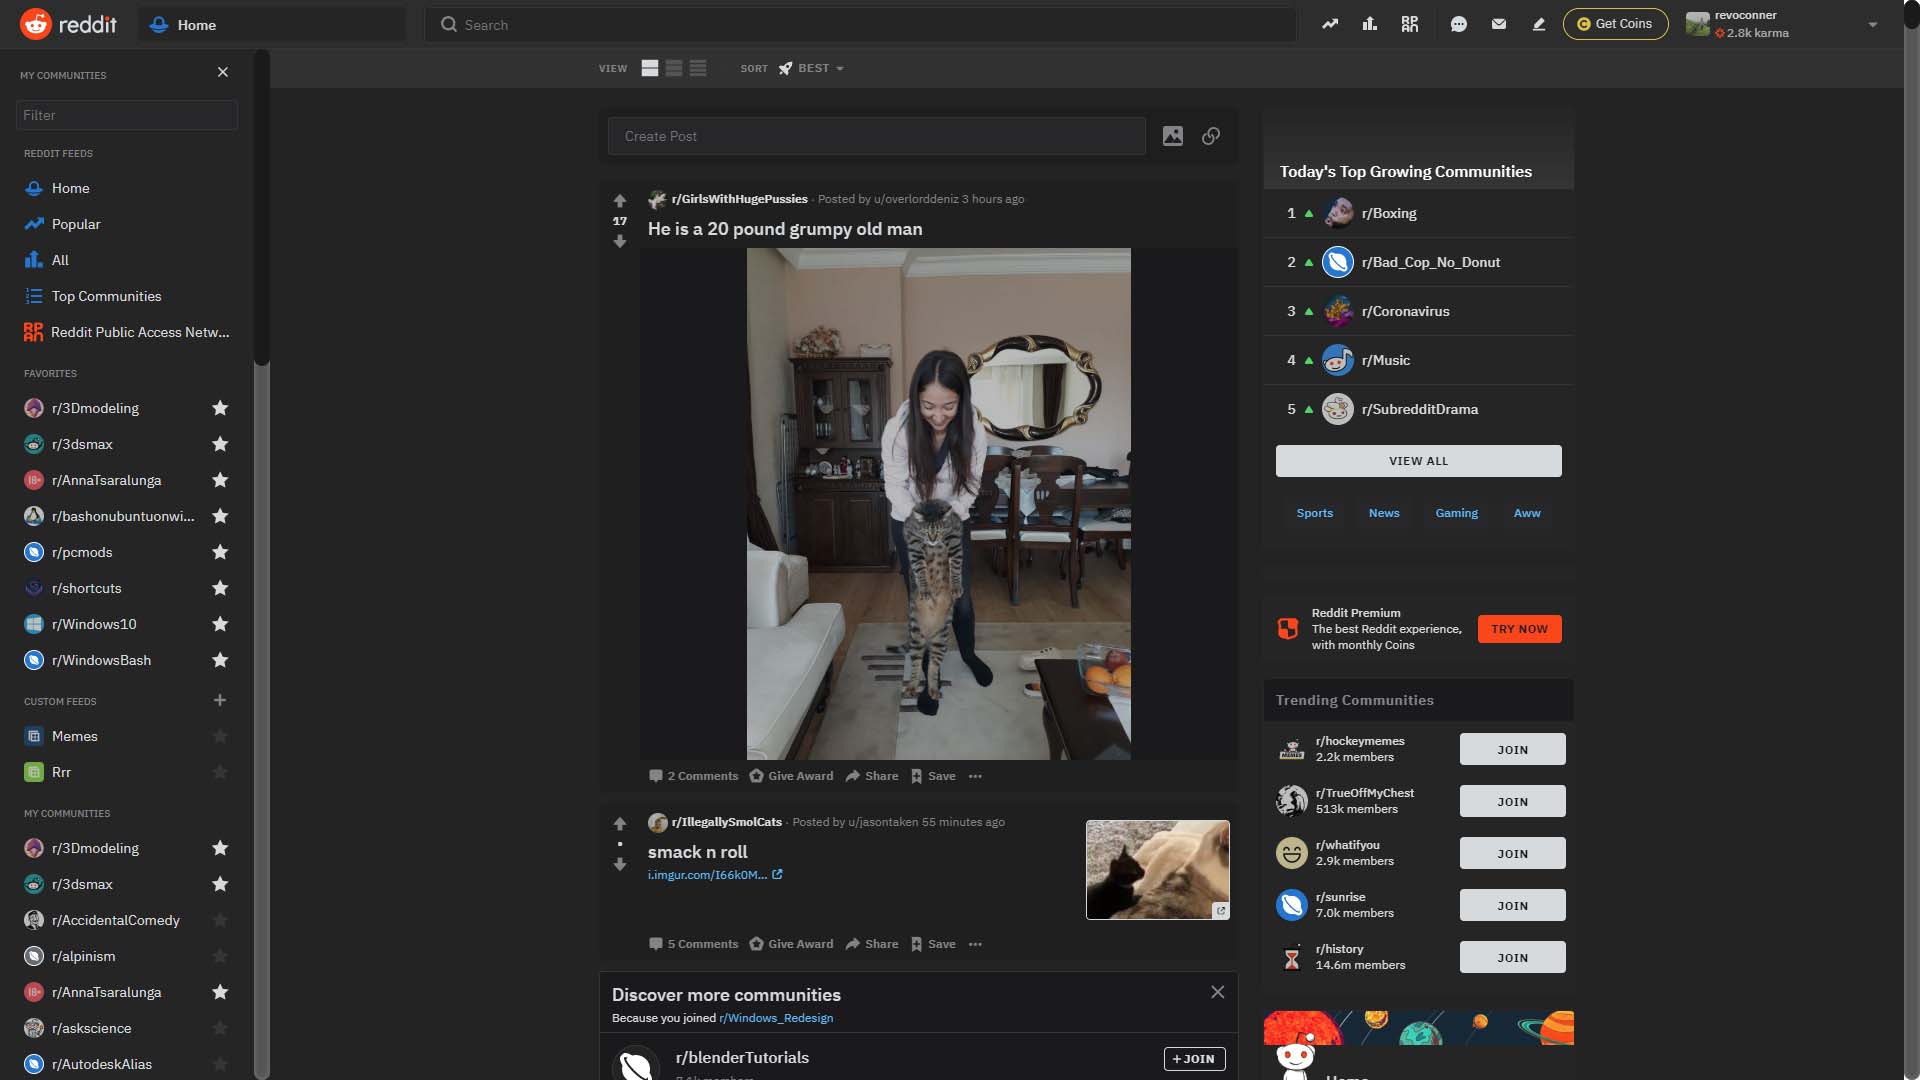 reddit
Home
Search
Get Coins
revoconner
2.8k karma
MY COMMUNITIES
Filter
REDDIT FEEDS
Home
Popular
All
Top Communities
Reddit Public Access Netw...
FAVORITES
r/3Dmodeling
r/3dsmax
r/AnnaTsaralunga
r/bashonubuntuonwi...
r/pcmods
r/shortcuts
r/Windows10
r/WindowsBash
CUSTOM FEEDS
Memes
Rrr
MY COMMUNITIES
r/3Dmodeling
r/3dsmax
r/AccidentalComedy
r/alpinism
r/AnnaTsaralunga
r/askscience
r/AutodeskAlias
VIEW
SORT
BEST
Create Post
17
r/GirlsWithHugePussies · Posted by u/overlorddeniz 3 hours ago
He is a 20 pound grumpy old man
2 Comments Give Award Share Save
r/IllegallySmolCats · Posted by u/jasontaken 55 minutes ago
smack n roll
i.imgur.com/I66k0M...
5 Comments Give Award Share Save
Discover more communities
Because you joined r/Windows_Redesign
r/blenderTutorials
+ JOIN
Today's Top Growing Communities
1 r/Boxing
2 r/Bad_Cop_No_Donut
3 r/Coronavirus
4 r/Music
5 r/SubredditDrama
VIEW ALL
Sports News Gaming Aww
Reddit Premium
The best Reddit experience,
with monthly Coins
TRY NOW
Trending Communities
r/hockeymemes
2.2k members
JOIN
r/TrueOffMyChest
513k members
JOIN
r/whatifyou
2.9k members
JOIN
r/sunrise
7.0k members
JOIN
r/history
14.6m members
JOIN
Home